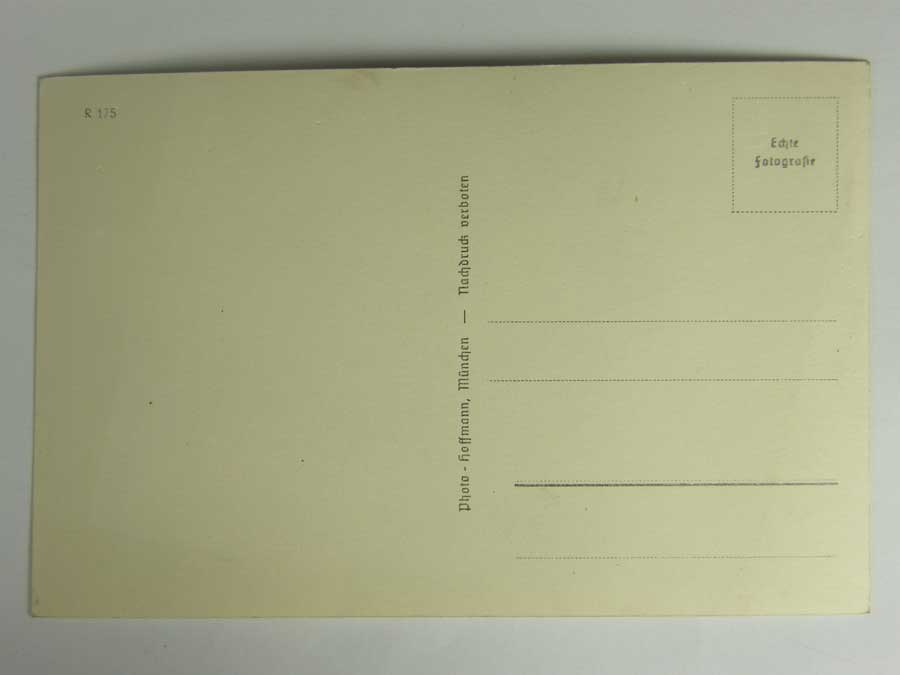 R 175
Echte
Fotografie
Photo - Hoffmann, München — Nachdruck verboten